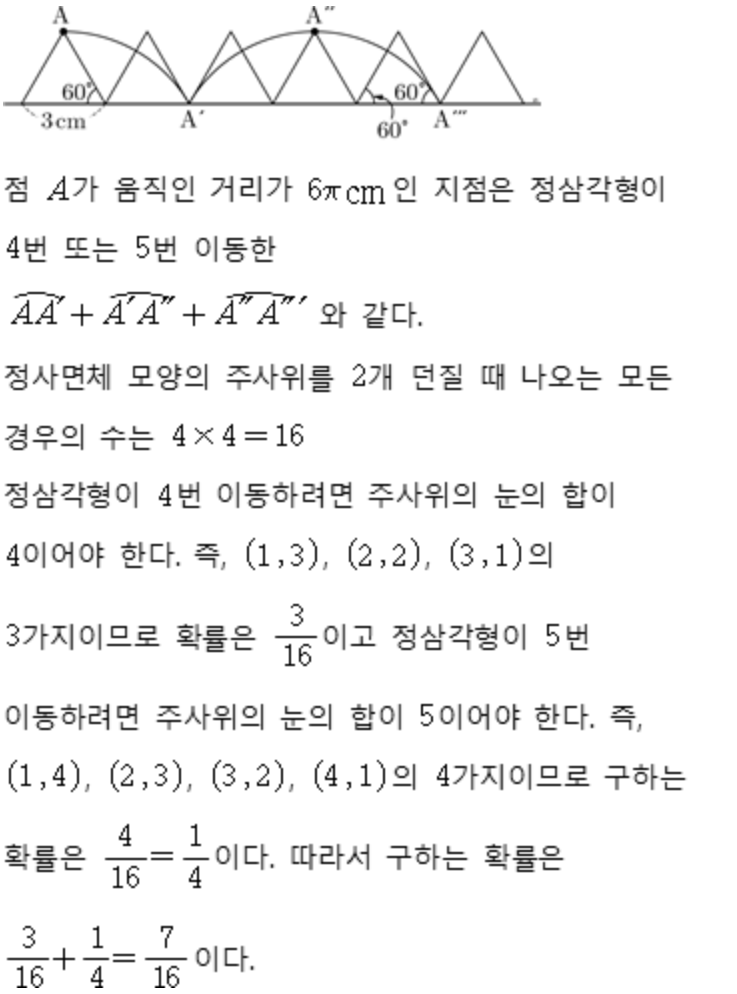 A A″
60° 60°
3cm A′ 60° A‴
점 A가 움직인 거리가 6πcm인 지점은 정삼각형이
4번 또는 5번 이동한
AA′+A′A″+A″A‴′와 같다.
정사면체 모양의 주사위를 2개 던질 때 나오는 모든
경우의 수는 4×4=16
정삼각형이 4번 이동하려면 주사위의 눈의 합이
4이어야 한다. 즉, (1,3), (2,2), (3,1)의
3가지이므로 확률은 3/16이고 정삼각형이 5번
이동하려면 주사위의 눈의 합이 5이어야 한다. 즉,
(1,4), (2,3), (3,2), (4,1)의 4가지이므로 구하는
확률은 4/16=1/4이다. 따라서 구하는 확률은
3/16+1/4=7/16이다.